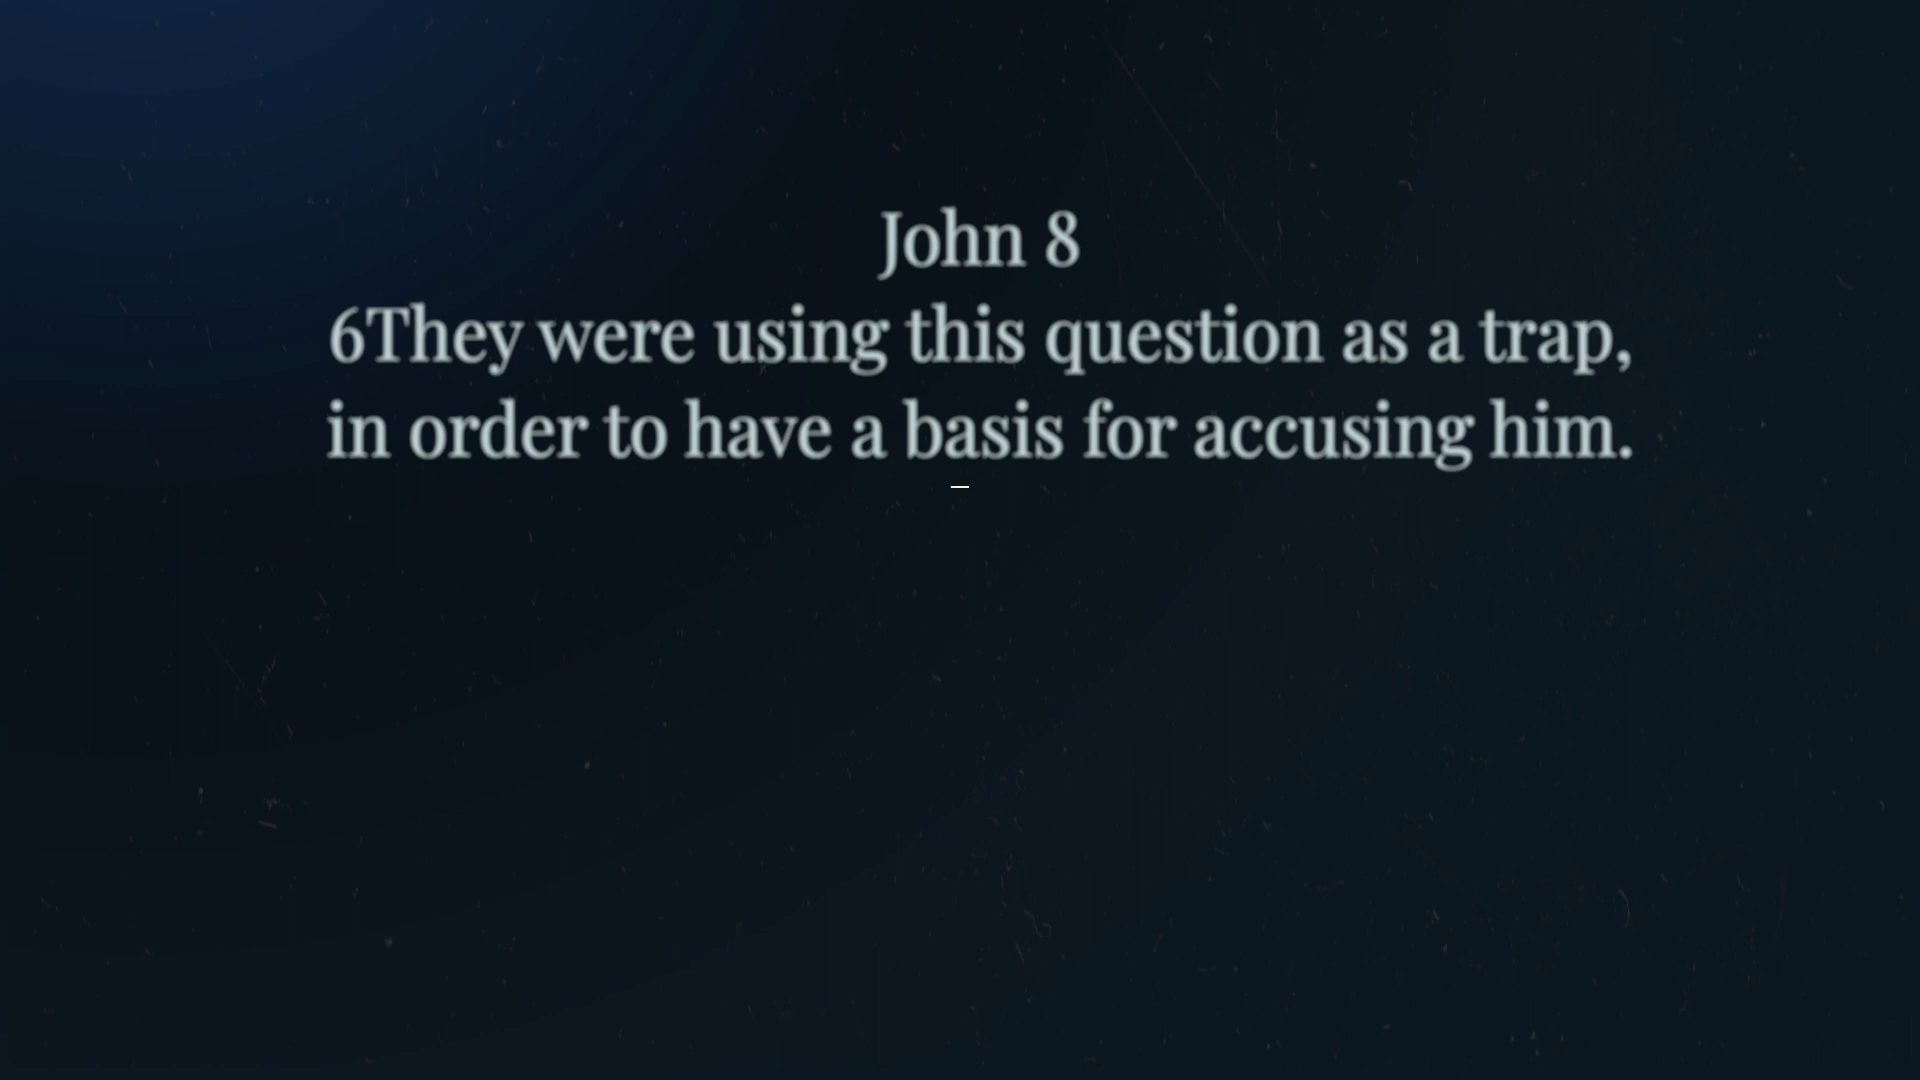 John 8
6They were using this question as a trap,
in order to have a basis for accusing him.